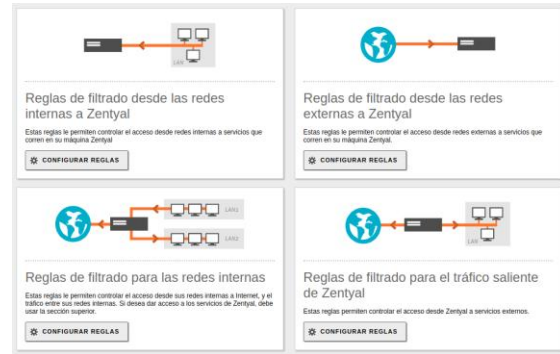 LAN
Reglas de filtrado desde las redes
internas a Zentyal
Estas reglas le permiten controlar el acceso desde redes internas a servicios que
corren en su máquina Zentyal
CONFIGURAR REGLAS
Reglas de filtrado desde las redes
externas a Zentyal
Estas reglas le permiten controlar el acceso desde redes externas a servicios que
corren en su máquina Zentyal.
CONFIGURAR REGLAS
LAN1
LAN2
Reglas de filtrado para las redes internas
Estas reglas le permiten controlar el acceso desde sus redes internas a Internet, y el
tráfico entre sus redes internas. Si desea dar acceso a los servicios de Zentyal, debe
usar la sección superior.
CONFIGURAR REGLAS
LAN
Reglas de filtrado para el tráfico saliente
de Zentyal
Estas reglas permiten controlar el acceso desde Zentyal a servicios externos.
CONFIGURAR REGLAS